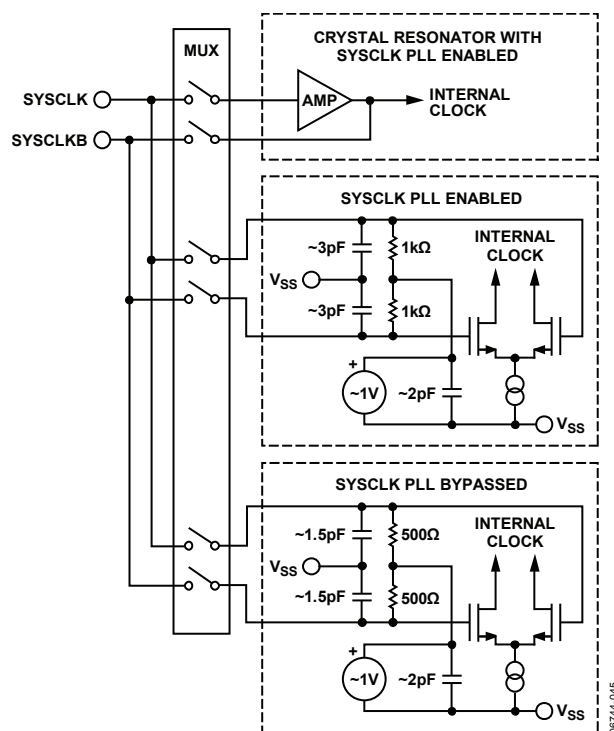 MUX
SYSCLK
SYSCLKB
CRYSTAL RESONATOR WITH
SYSCLK PLL ENABLED
AMP
INTERNAL
CLOCK
SYSCLK PLL ENABLED
~3pF
1kΩ
INTERNAL
CLOCK
VSS
~3pF
1kΩ
+
~1V
~2pF
VSS
SYSCLK PLL BYPASSED
~1.5pF
500Ω
INTERNAL
CLOCK
VSS
~1.5pF
500Ω
+
~1V
~2pF
VSS
06744-045